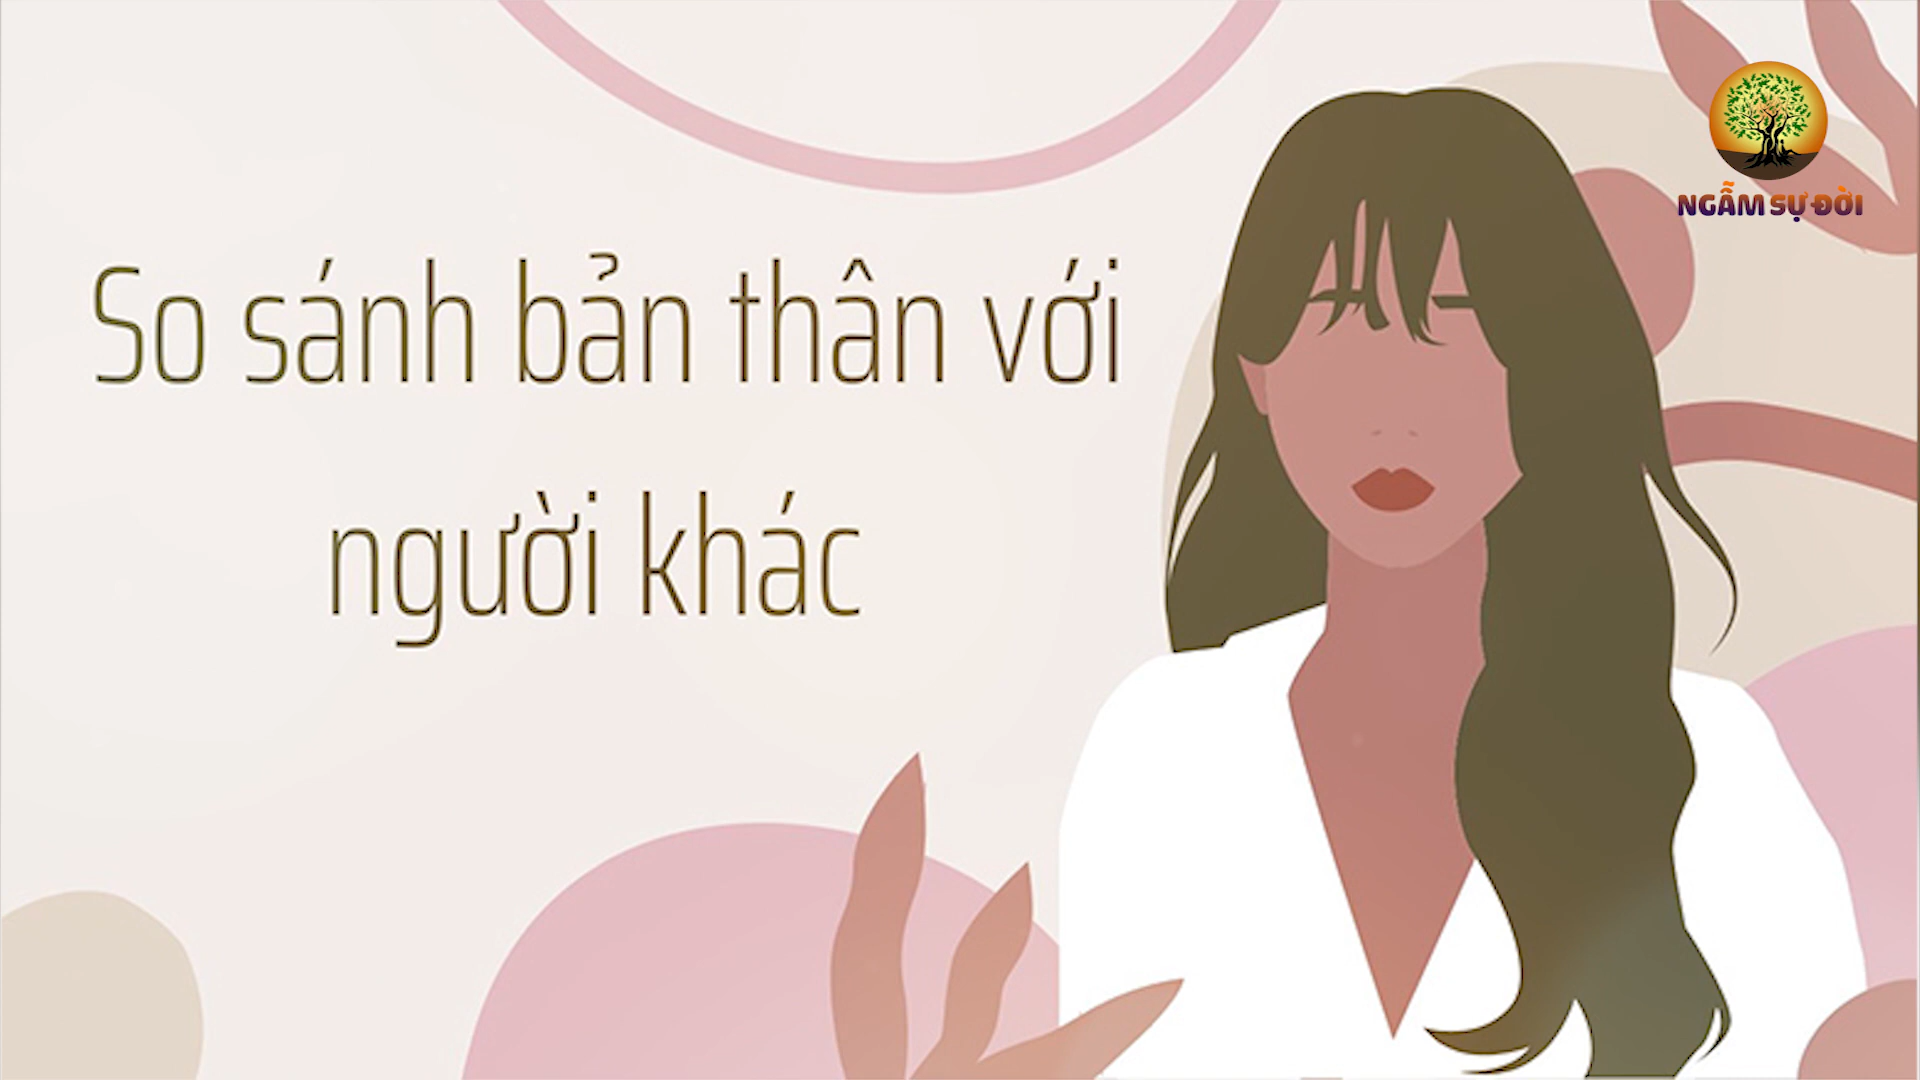 NGẪM SỰ ĐỜI
So sánh bản thân với
người khác